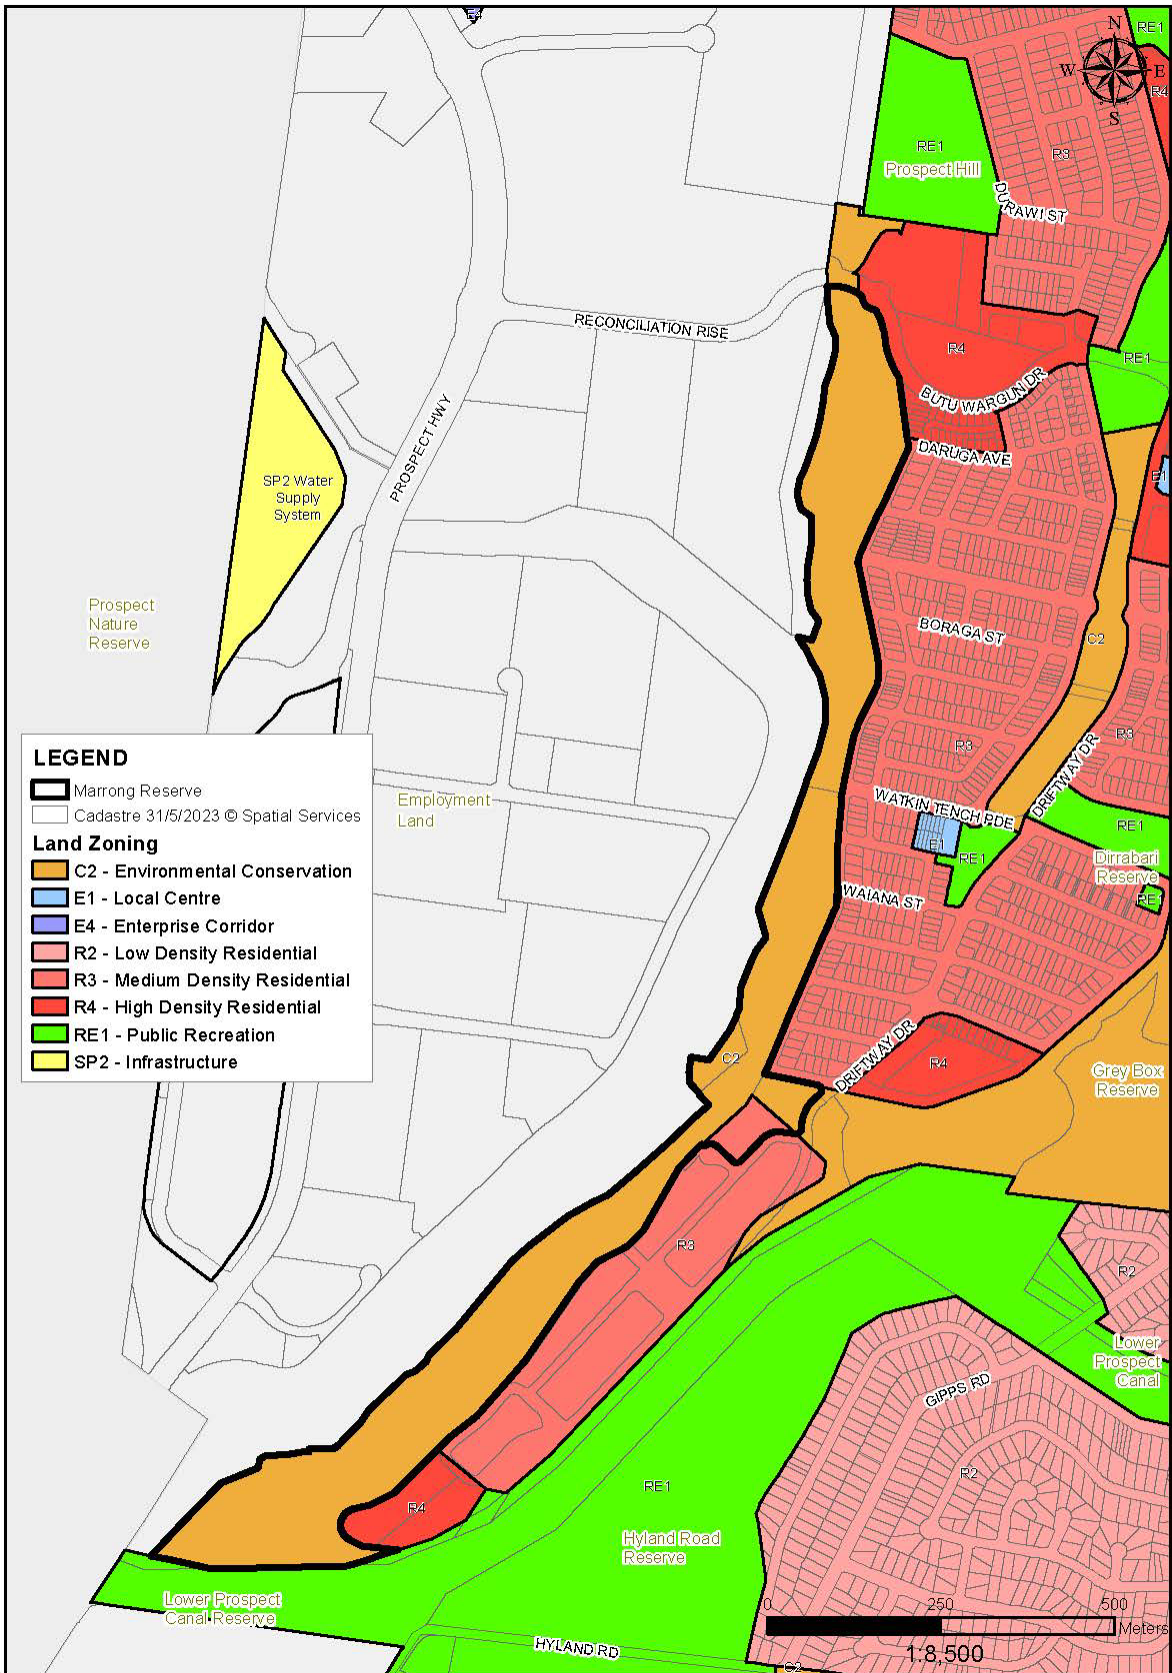 E4
RE1
N
W
E
S
R4
RE1
Prospect Hill
R3
DURAWI ST
RECONCILIATION RISE
R4
RE1
BUTU WARGUN DR
PROSPECT HWY
DARUGA AVE
E1
SP2 Water
Supply
System
Prospect
Nature
Reserve
BORAGA ST
C2
R3
R3
DRIFTWAY DR
LEGEND
Marrong Reserve
Cadastre 31/5/2023 © Spatial Services
Land Zoning
C2 - Environmental Conservation
E1 - Local Centre
E4 - Enterprise Corridor
R2 - Low Density Residential
R3 - Medium Density Residential
R4 - High Density Residential
RE1 - Public Recreation
SP2 - Infrastructure
Employment
Land
WATKIN TENCH PDE
E1
RE1
RE1
Dirrabari
Reserve
RE1
WAIANA ST
C2
DRIFTWAY DR
R4
Grey Box
Reserve
R3
R2
Lower
Prospect
Canal
GIPPS RD
R2
RE1
R4
Hyland Road
Reserve
Lower Prospect
Canal Reserve
HYLAND RD
0 250 500
Meters
1:8,500
C2